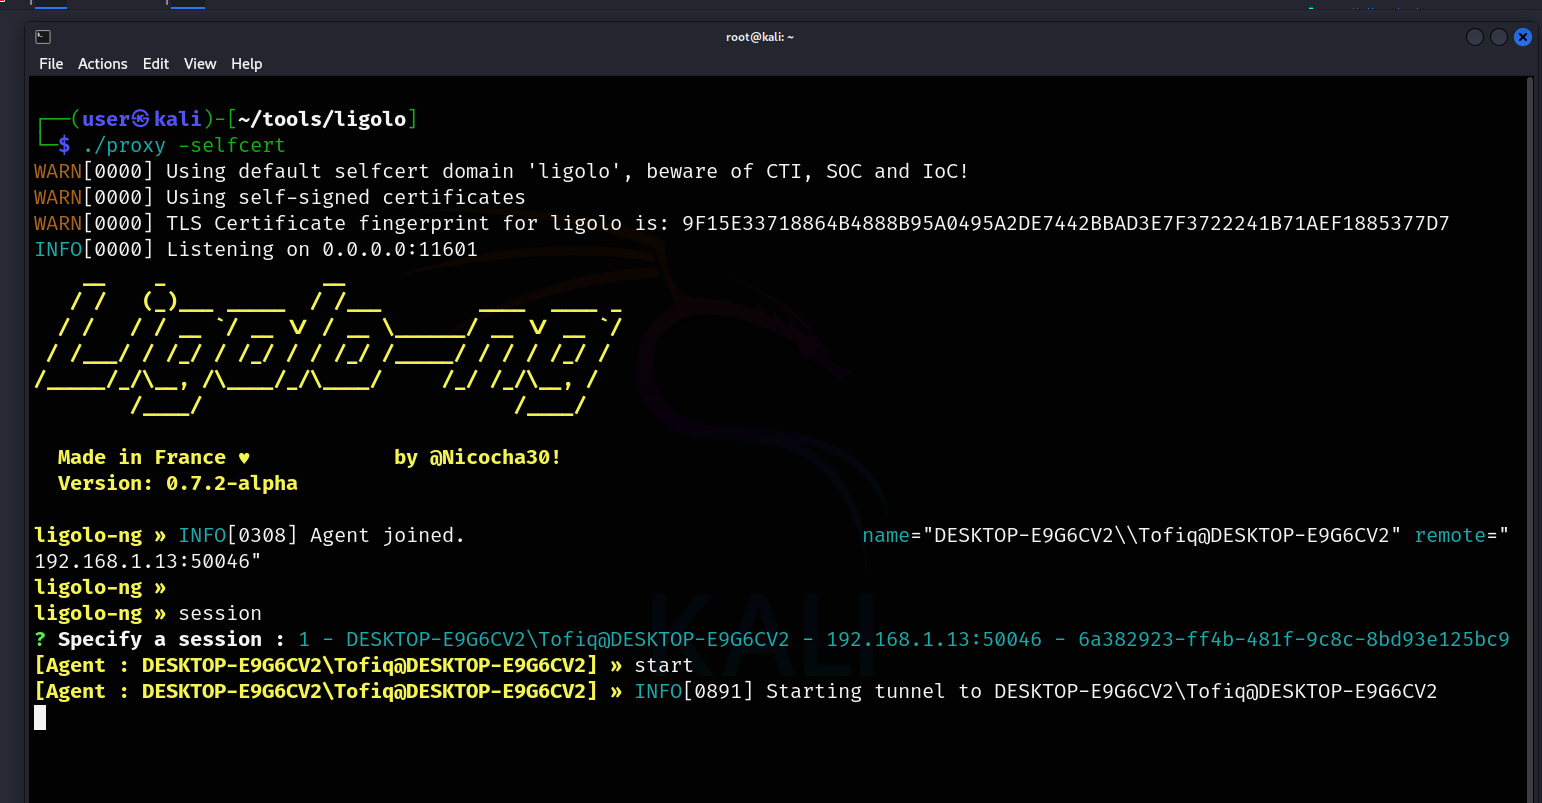 root@kali: ~
File Actions Edit View Help
┌──(user㉿kali)-[~/tools/ligolo]
└─$ ./proxy -selfcert
WARN[0000] Using default selfcert domain 'ligolo', beware of CTI, SOC and IoC!
WARN[0000] Using self-signed certificates
WARN[0000] TLS Certificate fingerprint for ligolo is: 9F15E33718864B4888B95A0495A2DE7442BBAD3E7F3722241B71AEF1885377D7
INFO[0000] Listening on 0.0.0.0:11601
Ligolo-ng
Made in France ♥ by @Nicocha30!
Version: 0.7.2-alpha
ligolo-ng » INFO[0308] Agent joined. name="DESKTOP-E9G6CV2\\Tofiq@DESKTOP-E9G6CV2" remote="
192.168.1.13:50046"
ligolo-ng »
ligolo-ng » session
? Specify a session : 1 - DESKTOP-E9G6CV2\Tofiq@DESKTOP-E9G6CV2 - 192.168.1.13:50046 - 6a382923-ff4b-481f-9c8c-8bd93e125bc9
[Agent : DESKTOP-E9G6CV2\Tofiq@DESKTOP-E9G6CV2] » start
[Agent : DESKTOP-E9G6CV2\Tofiq@DESKTOP-E9G6CV2] » INFO[0891] Starting tunnel to DESKTOP-E9G6CV2\Tofiq@DESKTOP-E9G6CV2
KALI